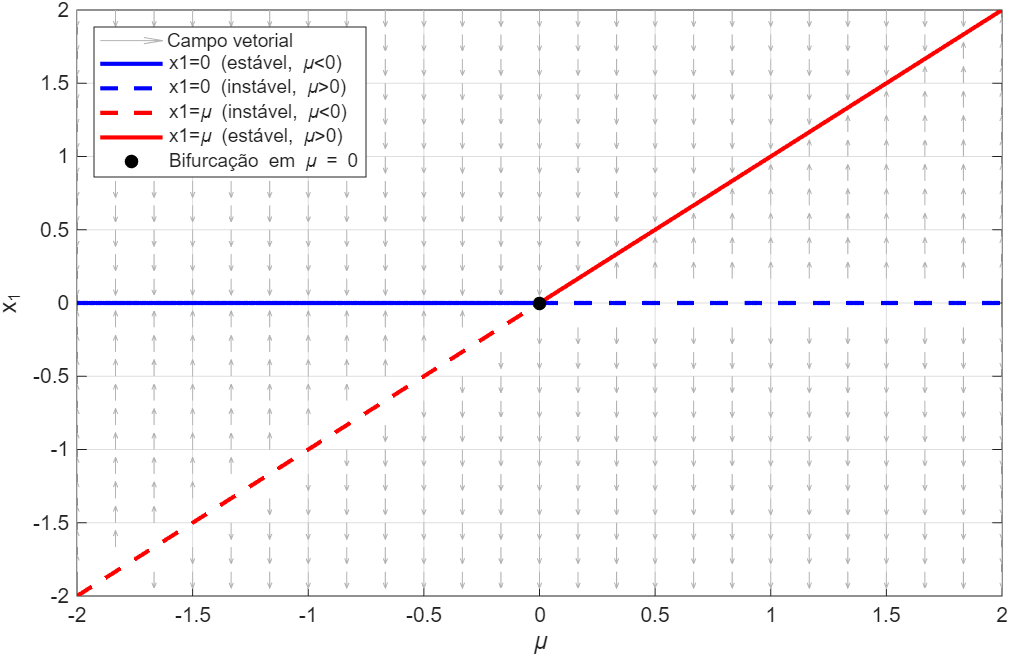 Campo vetorial
x1=0 (estável, μ<0)
x1=0 (instável, μ>0)
x1=μ (instável, μ<0)
x1=μ (estável, μ>0)
Bifurcação em μ = 0
2
1.5
1
0.5
0
-0.5
-1
-1.5
-2
x1
-2 -1.5 -1 -0.5 0 0.5 1 1.5 2
μ